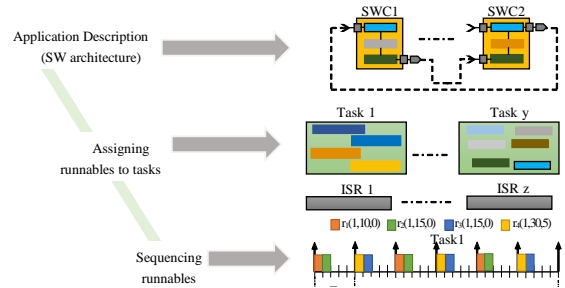 SWC1 SWC2
Application Description
(SW architecture)
Task 1 Task y
Assigning
runnables to tasks
ISR 1 ISR z
r₁(1,10,0) r₂(1,15,0) r₃(1,15,0) r₄(1,30,5)
Task1
Sequencing
runnables